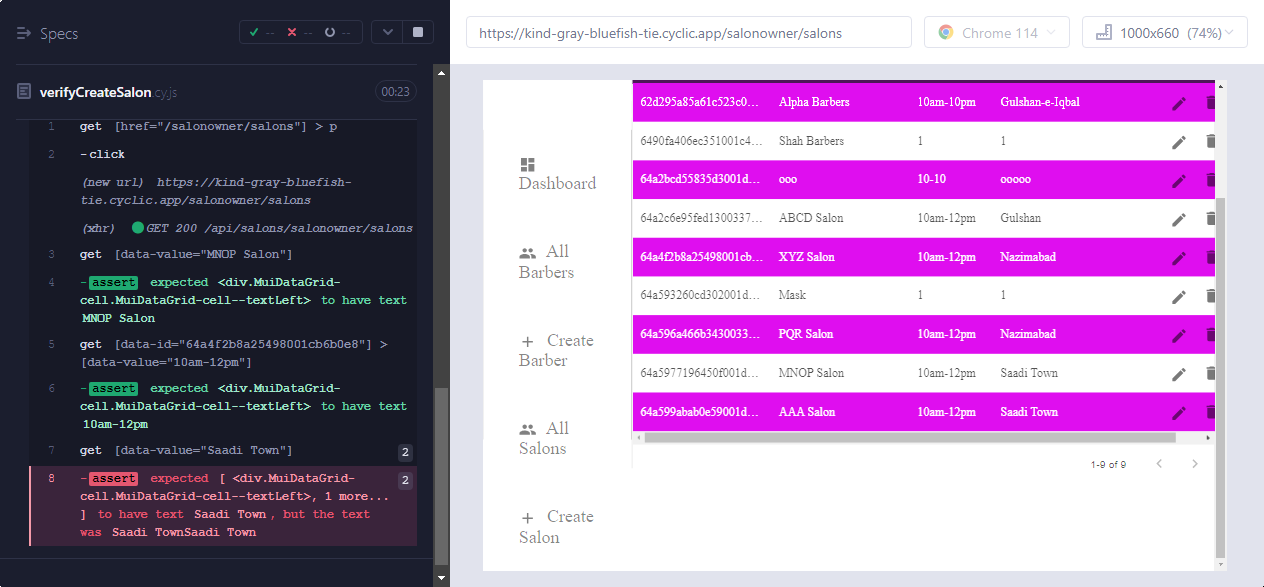 Specs
-- -- --
https://kind-gray-bluefish-tie.cyclic.app/salonowner/salons
Chrome 114
1000x660 (74%)
verifyCreateSalon.cy.js
00:23
1 get [href="/salonowner/salons"] > p
2 -click
(new url) https://kind-gray-bluefish-
tie.cyclic.app/salonowner/salons
(xhr) GET 200 /api/salons/salonowner/salons
3 get [data-value="MNOP Salon"]
4 -assert expected <div.MuiDataGrid-
cell.MuiDataGrid-cell--textLeft> to have text
MNOP Salon
5 get [data-id="64a4f2b8a25498001cb6b0e8"] >
[data-value="10am-12pm"]
6 -assert expected <div.MuiDataGrid-
cell.MuiDataGrid-cell--textLeft> to have text
10am-12pm
7 get [data-value="Saadi Town"] 2
8 -assert expected [ <div.MuiDataGrid- 2
cell.MuiDataGrid-cell--textLeft>, 1 more...
] to have text Saadi Town, but the text
was Saadi TownSaadi Town
Dashboard
All
Barbers
Create
Barber
All
Salons
Create
Salon
62d295a85a61c523c0... Alpha Barbers 10am-10pm Gulshan-e-Iqbal
6490fa406ec351001c4... Shah Barbers 1 1
64a2bcd55835d3001d... ooo 10-10 ooooo
64a2c6e95fed1300337... ABCD Salon 10am-12pm Gulshan
64a4f2b8a25498001cb... XYZ Salon 10am-12pm Nazimabad
64a593260cd302001d... Mask 1 1
64a596a466b3430033... PQR Salon 10am-12pm Nazimabad
64a5977196450f001d... MNOP Salon 10am-12pm Saadi Town
64a599abab0e59001d... AAA Salon 10am-12pm Saadi Town
1-9 of 9